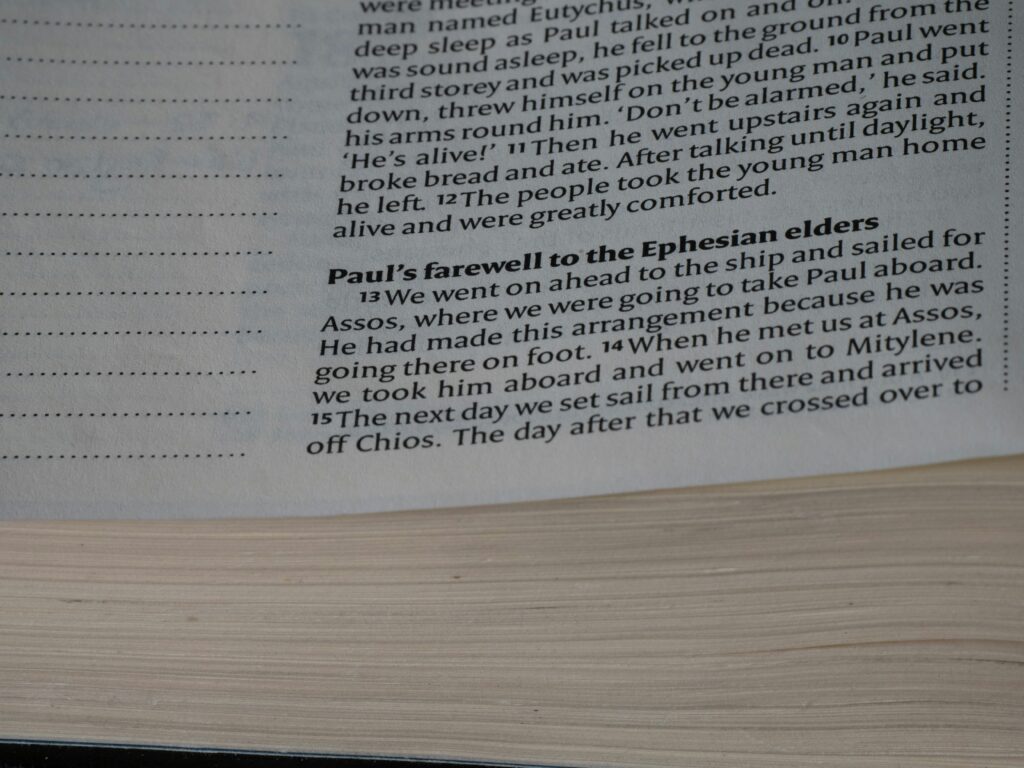 were meeting
man named Eutychus,
deep sleep as Paul talked on and on.
was sound asleep, he fell to the ground from the
third storey and was picked up dead. 10 Paul went
down, threw himself on the young man and put
his arms round him. ‘Don’t be alarmed,’ he said.
‘He’s alive!’ 11 Then he went upstairs again and
broke bread and ate. After talking until daylight,
he left. 12 The people took the young man home
alive and were greatly comforted.
Paul’s farewell to the Ephesian elders
13 We went on ahead to the ship and sailed for
Assos, where we were going to take Paul aboard.
He had made this arrangement because he was
going there on foot. 14 When he met us at Assos,
we took him aboard and went on to Mitylene.
15 The next day we set sail from there and arrived
off Chios. The day after that we crossed over to